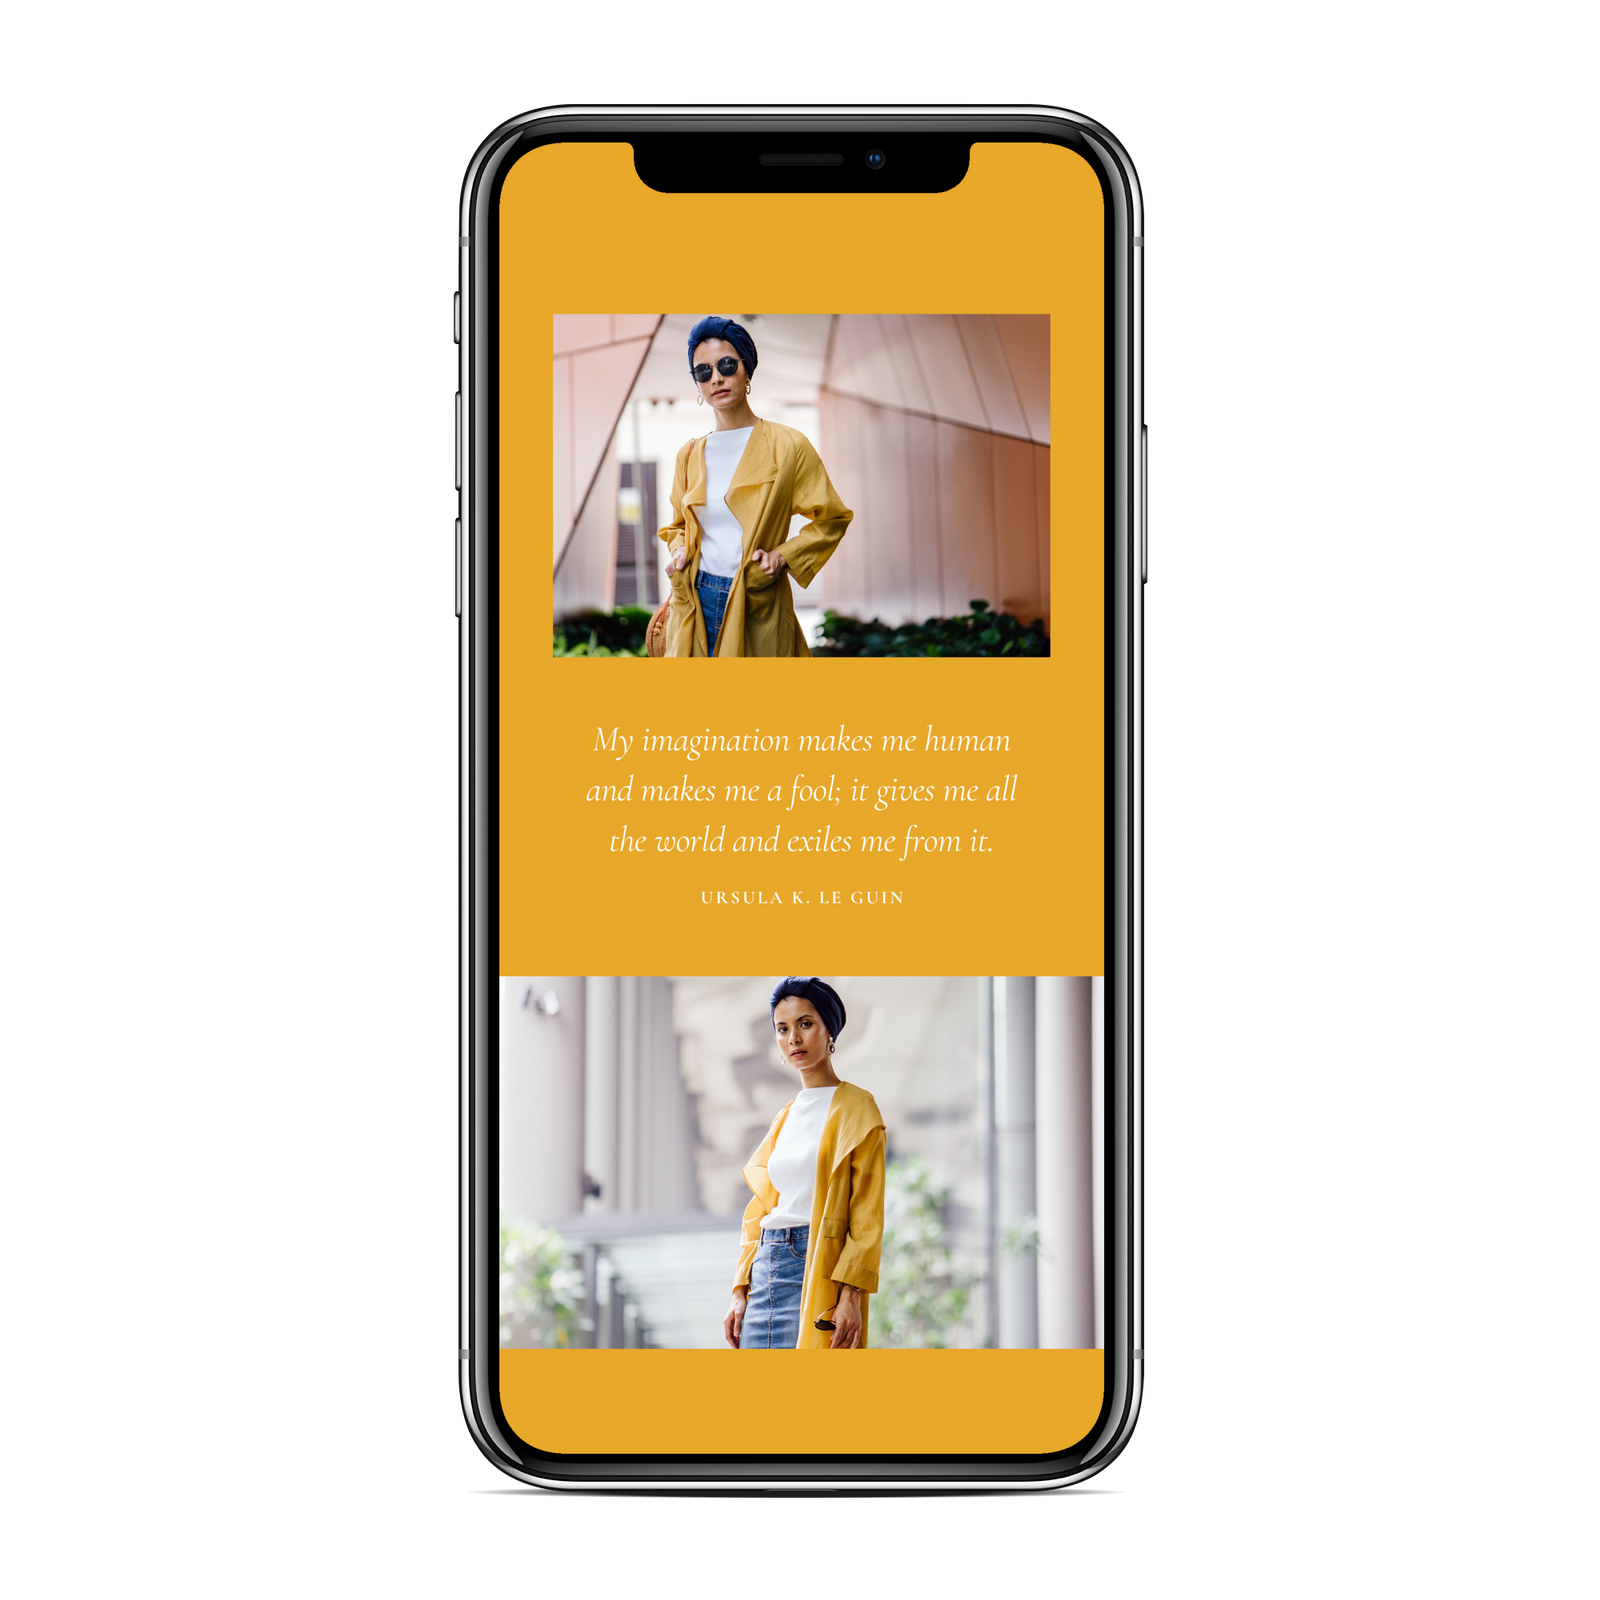 My imagination makes me human
and makes me a fool; it gives me all
the world and exiles me from it.
URSULA K. LE GUIN